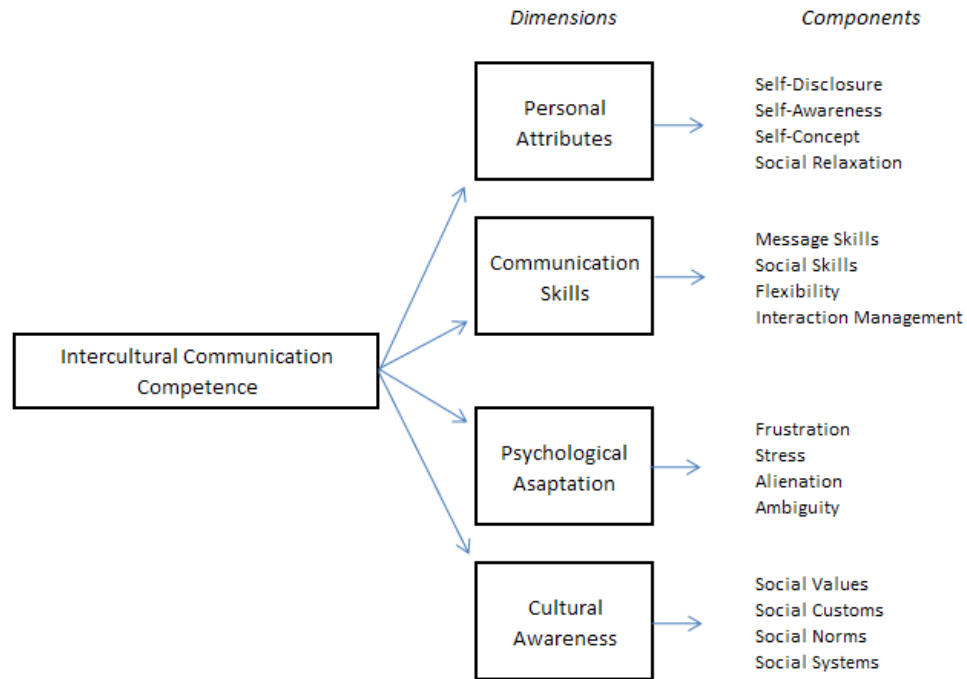 Dimensions
Components
Personal
Attributes
Self-Disclosure
Self-Awareness
Self-Concept
Social Relaxation
Communication
Skills
Message Skills
Social Skills
Flexibility
Interaction Management
Intercultural Communication
Competence
Psychological
Asaptation
Frustration
Stress
Alienation
Ambiguity
Cultural
Awareness
Social Values
Social Customs
Social Norms
Social Systems